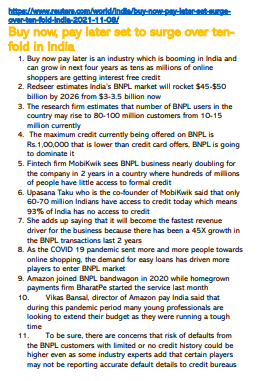 https://www.reuters.com/world/india/buy-now-pay-later-set-surge-
over-ten-fold-india-2021-11-08/
Buy now, pay later set to surge over ten-
fold in India
1. Buy now pay later is an industry which is booming in India and
can grow in next four years as tens as millions of online
shoppers are getting interest free credit
2. Redseer estimates India's BNPL market will rocket $45-$50
billion by 2026 from $3-3.5 billion now
3. The research firm estimates that number of BNPL users in the
country may rise to 80-100 million customers from 10-15
million currently
4. The maximum credit currently being offered on BNPL is
Rs.1,00,000 that is lower than credit card offers, BNPL is going
to dominate it
5. Fintech firm MobiKwik sees BNPL business nearly doubling for
the company in 2 years in a country where hundreds of millions
of people have little access to formal credit
6. Upasana Taku who is the co-founder of MobiKwik said that only
60-70 million Indians have access to credit today which means
93% of India has no access to credit
7. She adds up saying that it will become the fastest revenue
driver for the business because there has been a 45X growth in
the BNPL transactions last 2 years
8. As the COVID 19 pandemic sent more and more people towards
online shopping, the demand for easy loans has driven more
players to enter BNPL market
9. Amazon joined BNPL bandwagon in 2020 while homegrown
payments firm BharatPe started the service last month
10. Vikas Bansal, director of Amazon pay India said that
during this pandemic period many young professionals are
looking to extend their budget as they were running a tough
time
11. To be sure, there are concerns that risk of defaults from
the BNPL customers with limited or no credit history could be
higher even as some industry experts add that certain players
may not be reporting accurate default details to credit bureaus